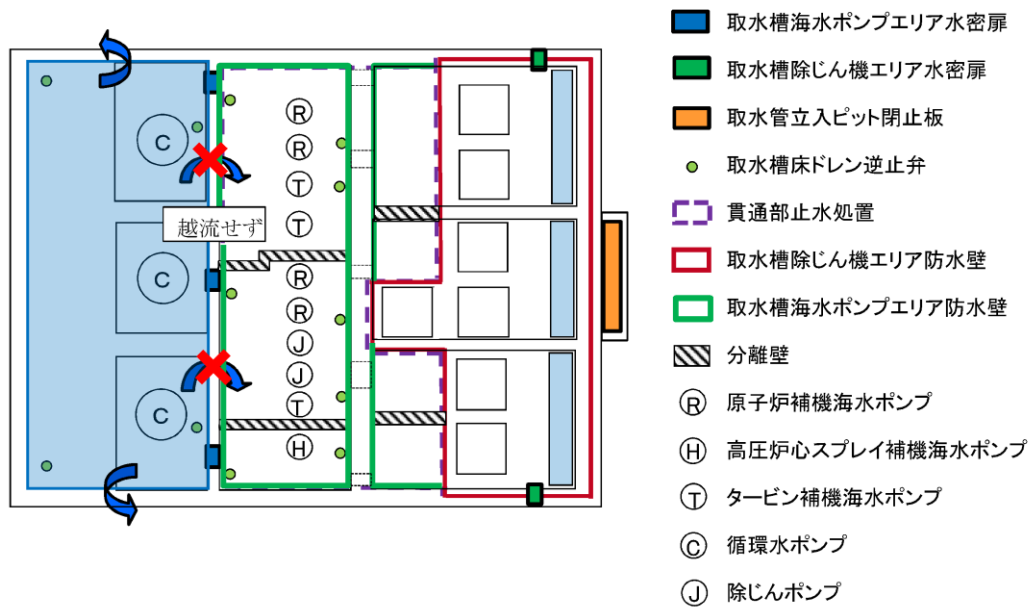 取水槽海水ポンプエリア水密扉
取水槽除じん機エリア水密扉
取水管立入ピット閉止板
取水槽床ドレン逆止弁
貫通部止水処置
取水槽除じん機エリア防水壁
取水槽海水ポンプエリア防水壁
分離壁
R 原子炉補機海水ポンプ
H 高圧炉心スプレイ補機海水ポンプ
T タービン補機海水ポンプ
C 循環水ポンプ
J 除じんポンプ
C
C
C
越流せず
R
R
T
T
R
R
J
J
T
H